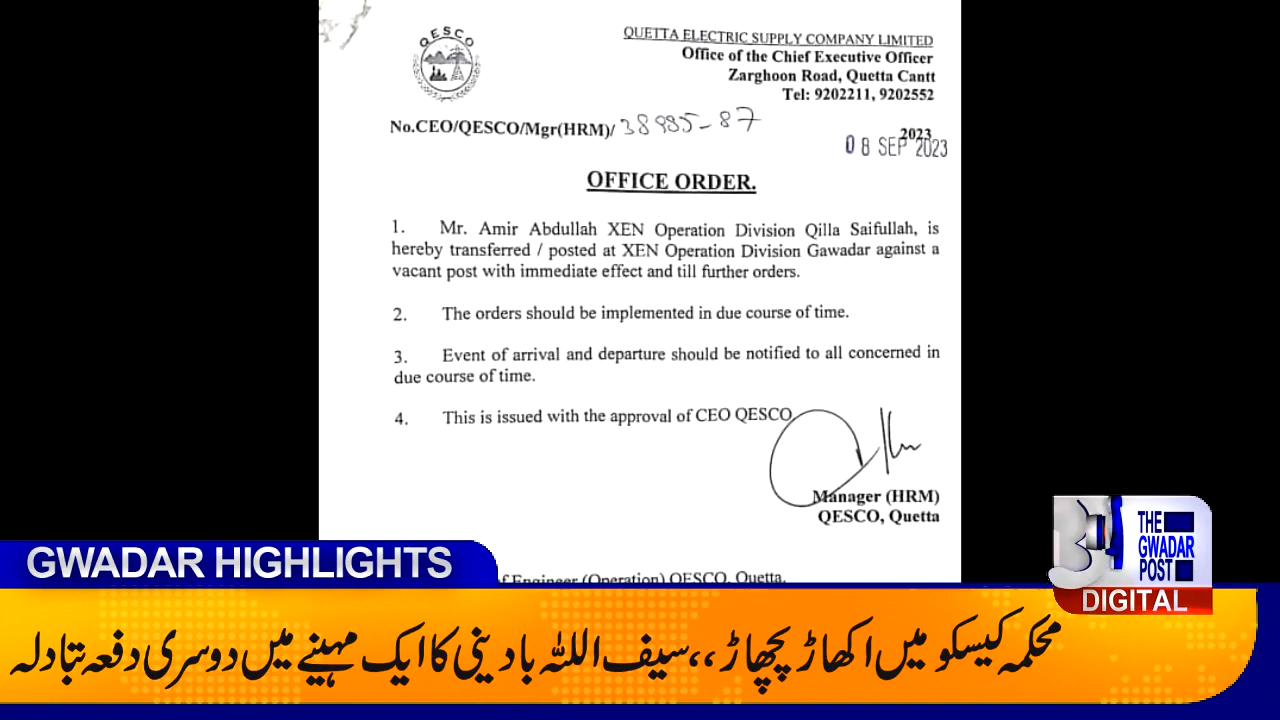 QESCO
QUETTA ELECTRIC SUPPLY COMPANY LIMITED
Office of the Chief Executive Officer
Zarghoon Road, Quetta Cantt
Tel: 9202211, 9202552
No.CEO/QESCO/Mgr(HRM)/ 38985-87
2023
08 SEP 2023
OFFICE ORDER.
1. Mr. Amir Abdullah XEN Operation Division Qilla Saifullah, is
hereby transferred / posted at XEN Operation Division Gawadar against a
vacant post with immediate effect and till further orders.
2. The orders should be implemented in due course of time.
3. Event of arrival and departure should be notified to all concerned in
due course of time.
4. This is issued with the approval of CEO QESCO
Manager (HRM)
QESCO, Quetta
Engineer (Operation) QESCO, Quetta.
GWADAR HIGHLIGHTS
THE
GWADAR
POST
DIGITAL
محکمہ کیسکو میں اکھاڑ پچھاڑ،،سیف اللہ بادینی کا ایک مہینے میں دوسری دفعہ تبادلہ